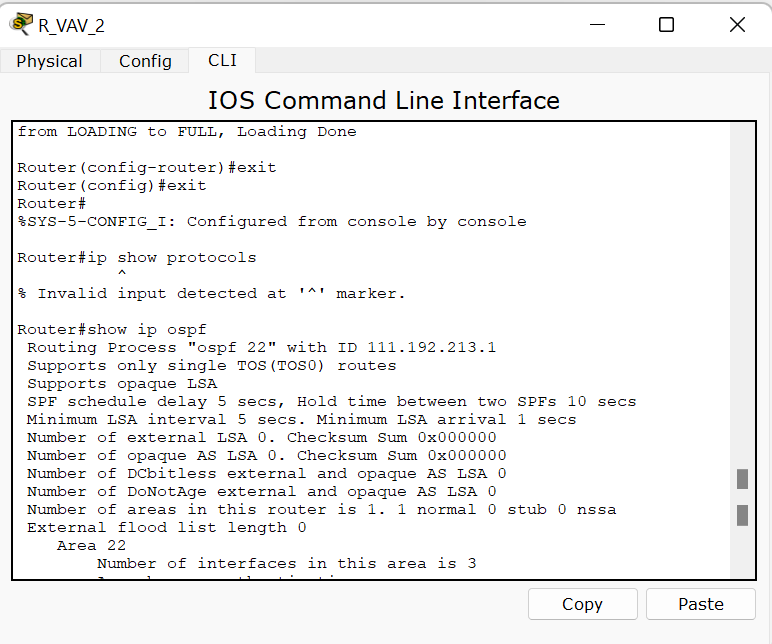 R_VAV_2
Physical Config CLI
IOS Command Line Interface
from LOADING to FULL, Loading Done
Router(config-router)#exit
Router(config)#exit
Router#
%SYS-5-CONFIG_I: Configured from console by console
Router#ip show protocols
^
% Invalid input detected at '^' marker.
Router#show ip ospf
Routing Process "ospf 22" with ID 111.192.213.1
Supports only single TOS(TOS0) routes
Supports opaque LSA
SPF schedule delay 5 secs, Hold time between two SPFs 10 secs
Minimum LSA interval 5 secs. Minimum LSA arrival 1 secs
Number of external LSA 0. Checksum Sum 0x000000
Number of opaque AS LSA 0. Checksum Sum 0x000000
Number of DCbitless external and opaque AS LSA 0
Number of DoNotAge external and opaque AS LSA 0
Number of areas in this router is 1. 1 normal 0 stub 0 nssa
External flood list length 0
Area 22
Number of interfaces in this area is 3
Copy Paste